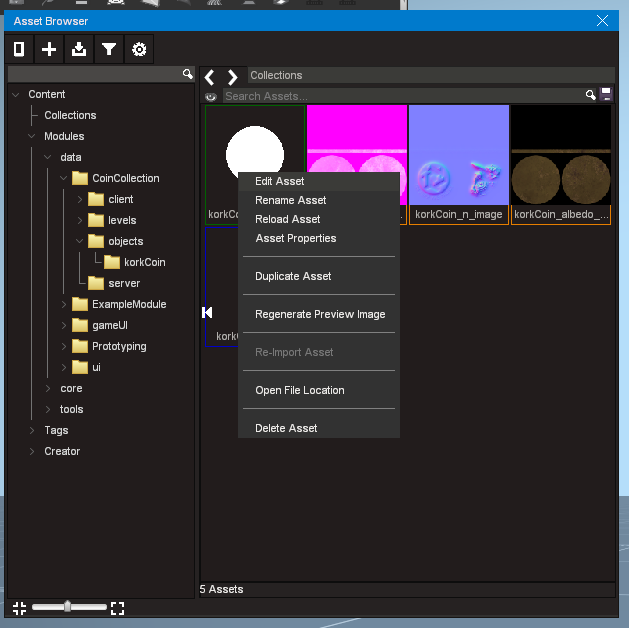 Asset Browser
Collections
Search Assets...
Content
Collections
Modules
data
CoinCollection
client
levels
objects
korkCoin
server
ExampleModule
gameUI
Prototyping
ui
core
tools
Tags
Creator
korkCoin_n_image
korkCoin_albedo_...
Edit Asset
Rename Asset
Reload Asset
Asset Properties
Duplicate Asset
Regenerate Preview Image
Re-Import Asset
Open File Location
Delete Asset
5 Assets